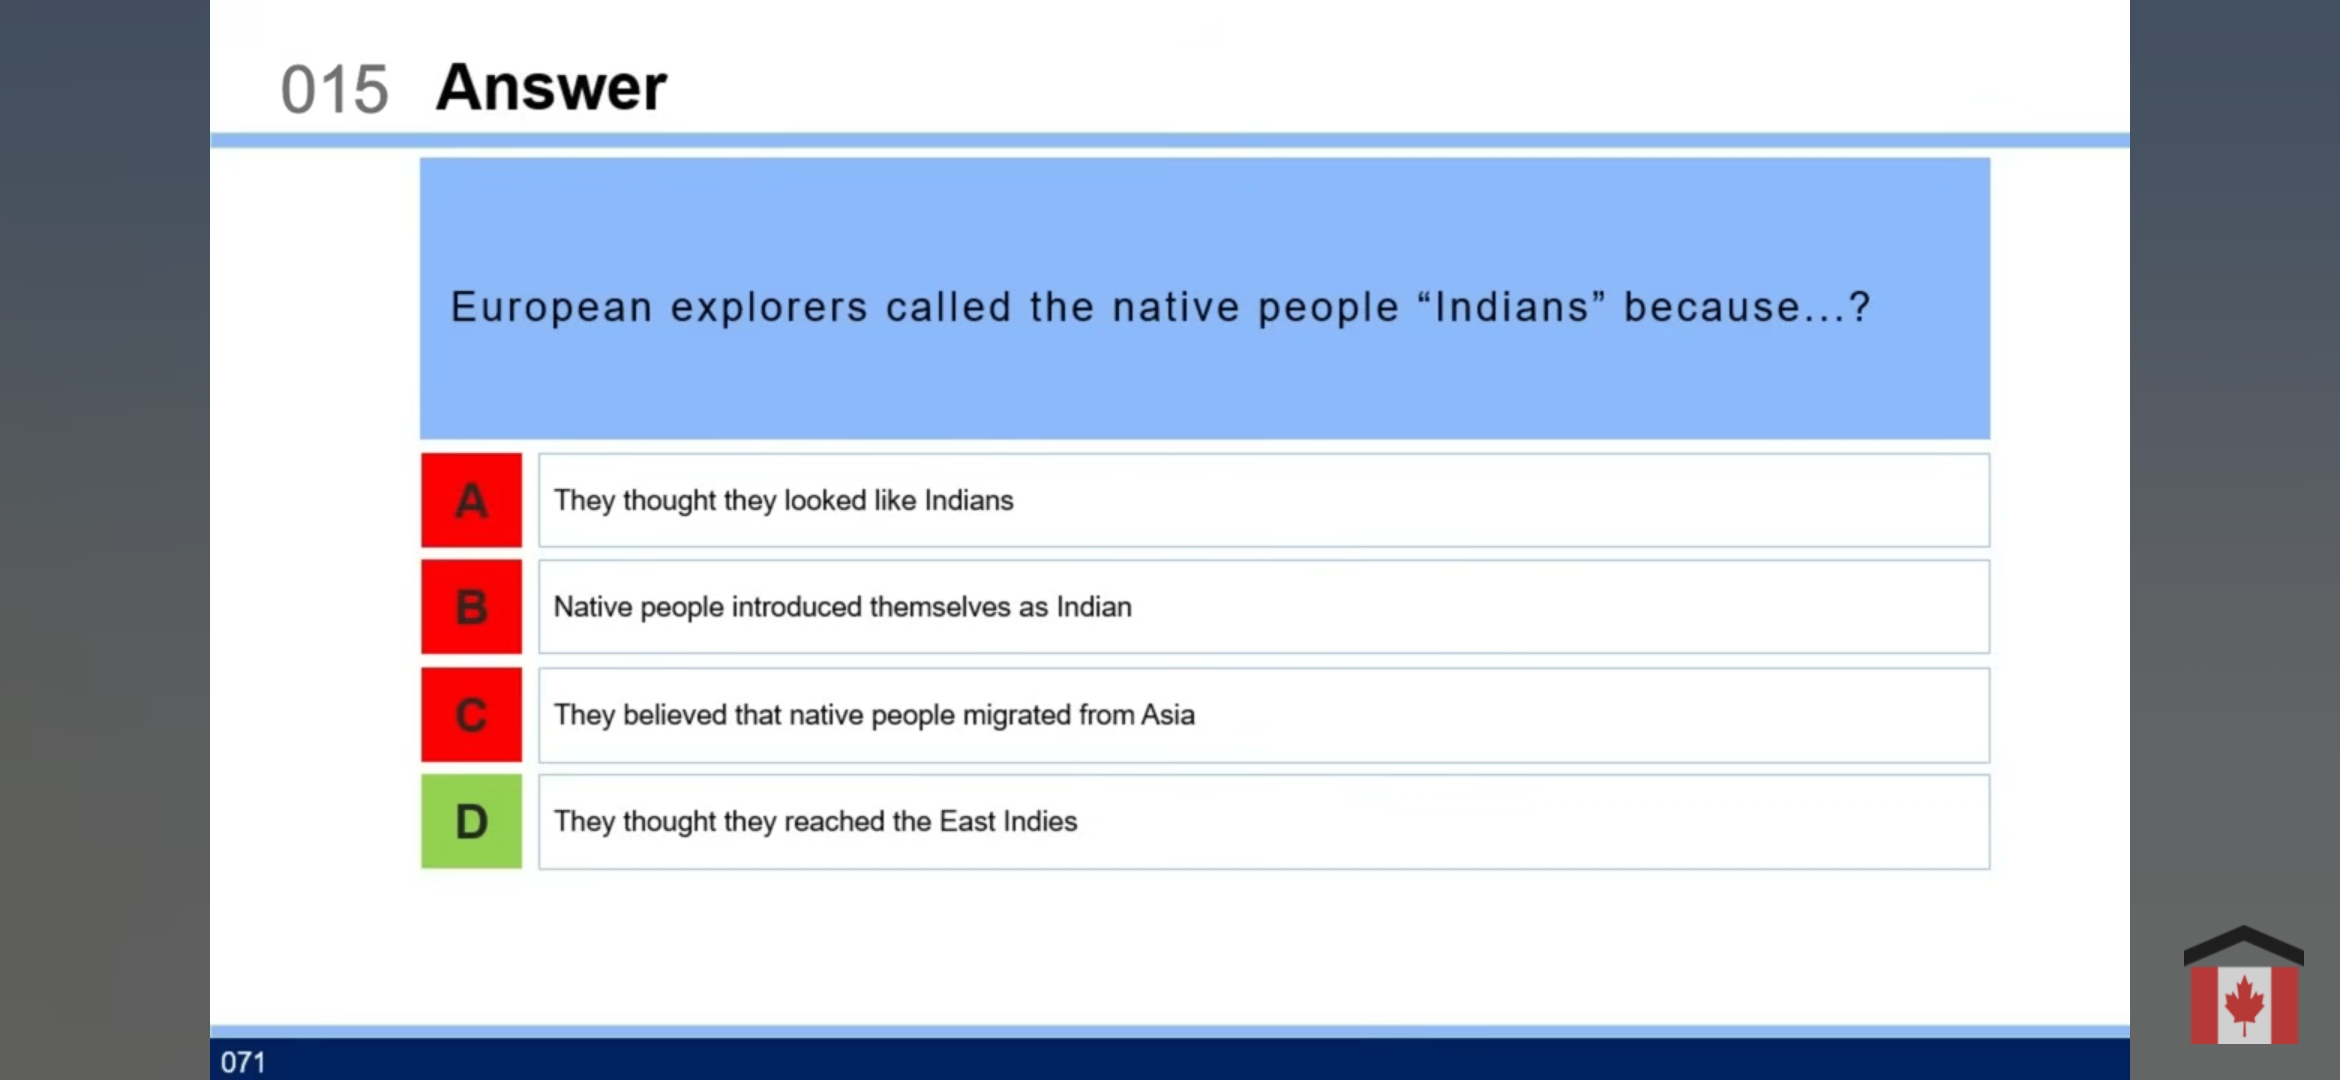 015 Answer
European explorers called the native people “Indians” because...?
A They thought they looked like Indians
B Native people introduced themselves as Indian
C They believed that native people migrated from Asia
D They thought they reached the East Indies
071